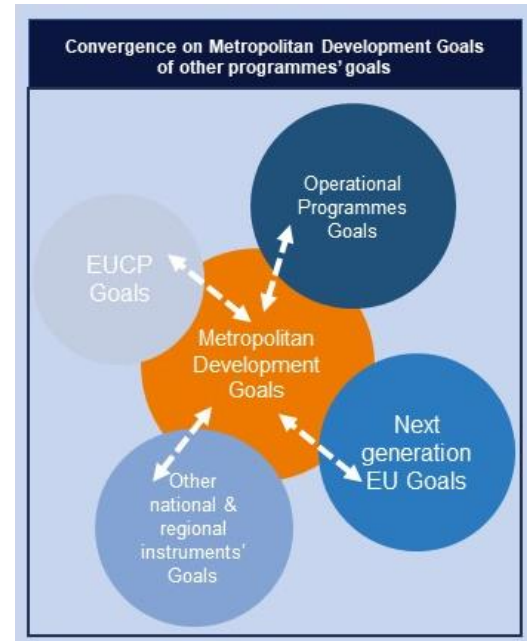 Convergence on Metropolitan Development Goals
of other programmes' goals
Operational
Programmes
Goals
EUCP
Goals
Metropolitan
Development
Goals
Next
generation
EU Goals
Other
national &
regional
instruments'
Goals